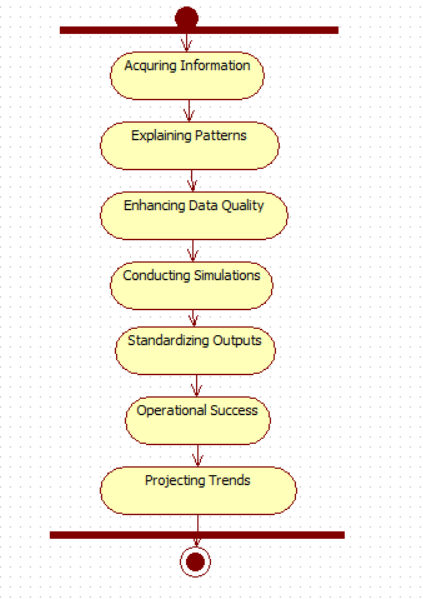 Acquring Information
Explaining Patterns
Enhancing Data Quality
Conducting Simulations
Standardizing Outputs
Operational Success
Projecting Trends